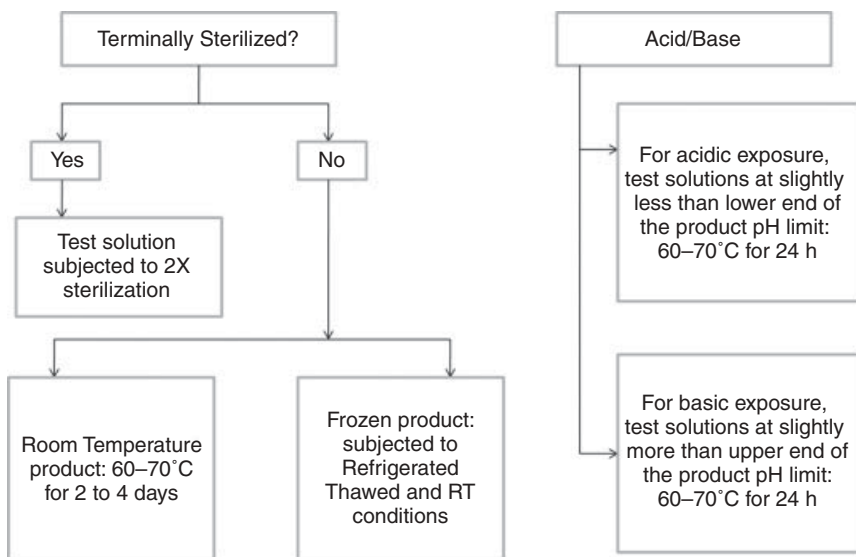 Terminally Sterilized?
Yes
No
Test solution
subjected to 2X
sterilization
Room Temperature
product: 60–70˚C
for 2 to 4 days
Frozen product:
subjected to
Refrigerated
Thawed and RT
conditions
Acid/Base
For acidic exposure,
test solutions at slightly
less than lower end of
the product pH limit:
60–70˚C for 24 h
For basic exposure,
test solutions at slightly
more than upper end of
the product pH limit:
60–70˚C for 24 h